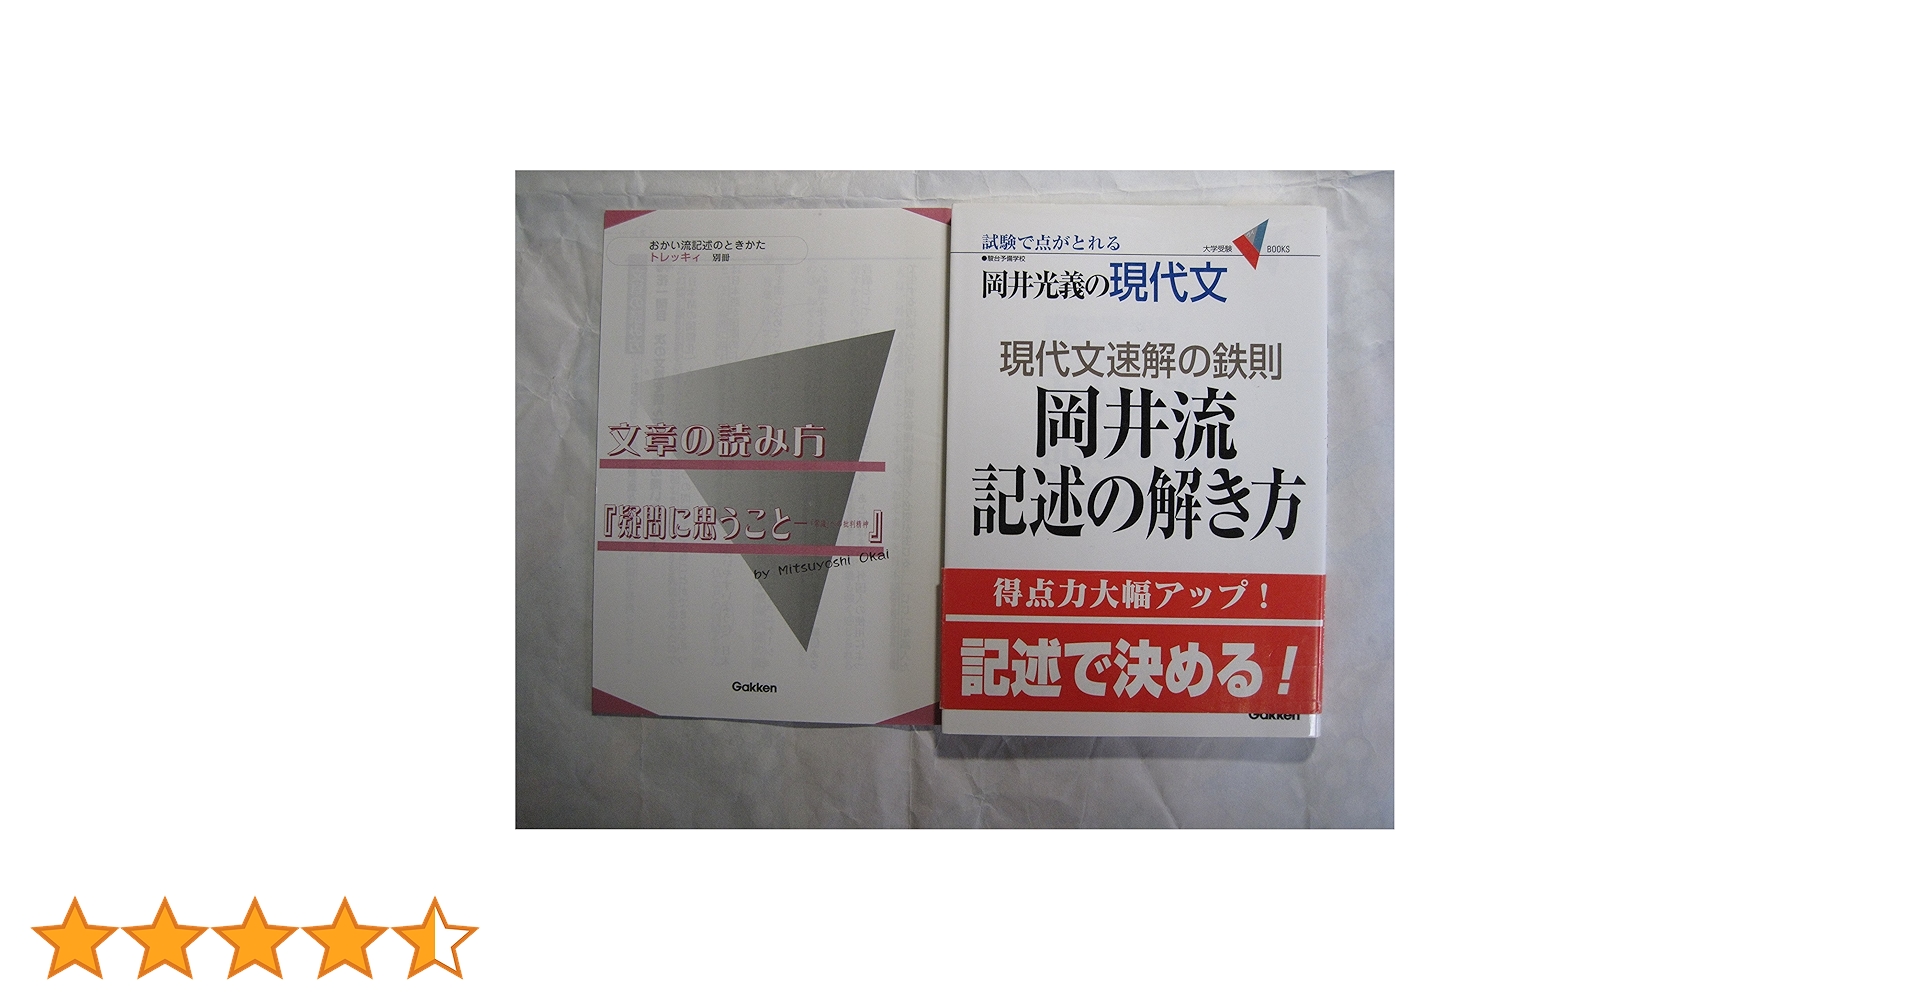 おかい流記述のときかた
トレッキィ 別冊
文章の読み方
『疑問に思うこと―
批判精神』
by Mitsuyoshi Okai
Gakken
試験で点がとれる
大学受験 BOOKS
●駿台予備学校
岡井光義の現代文
現代文速解の鉄則
岡井流
記述の解き方
得点力大幅アップ!
記述で決める!
Gakken